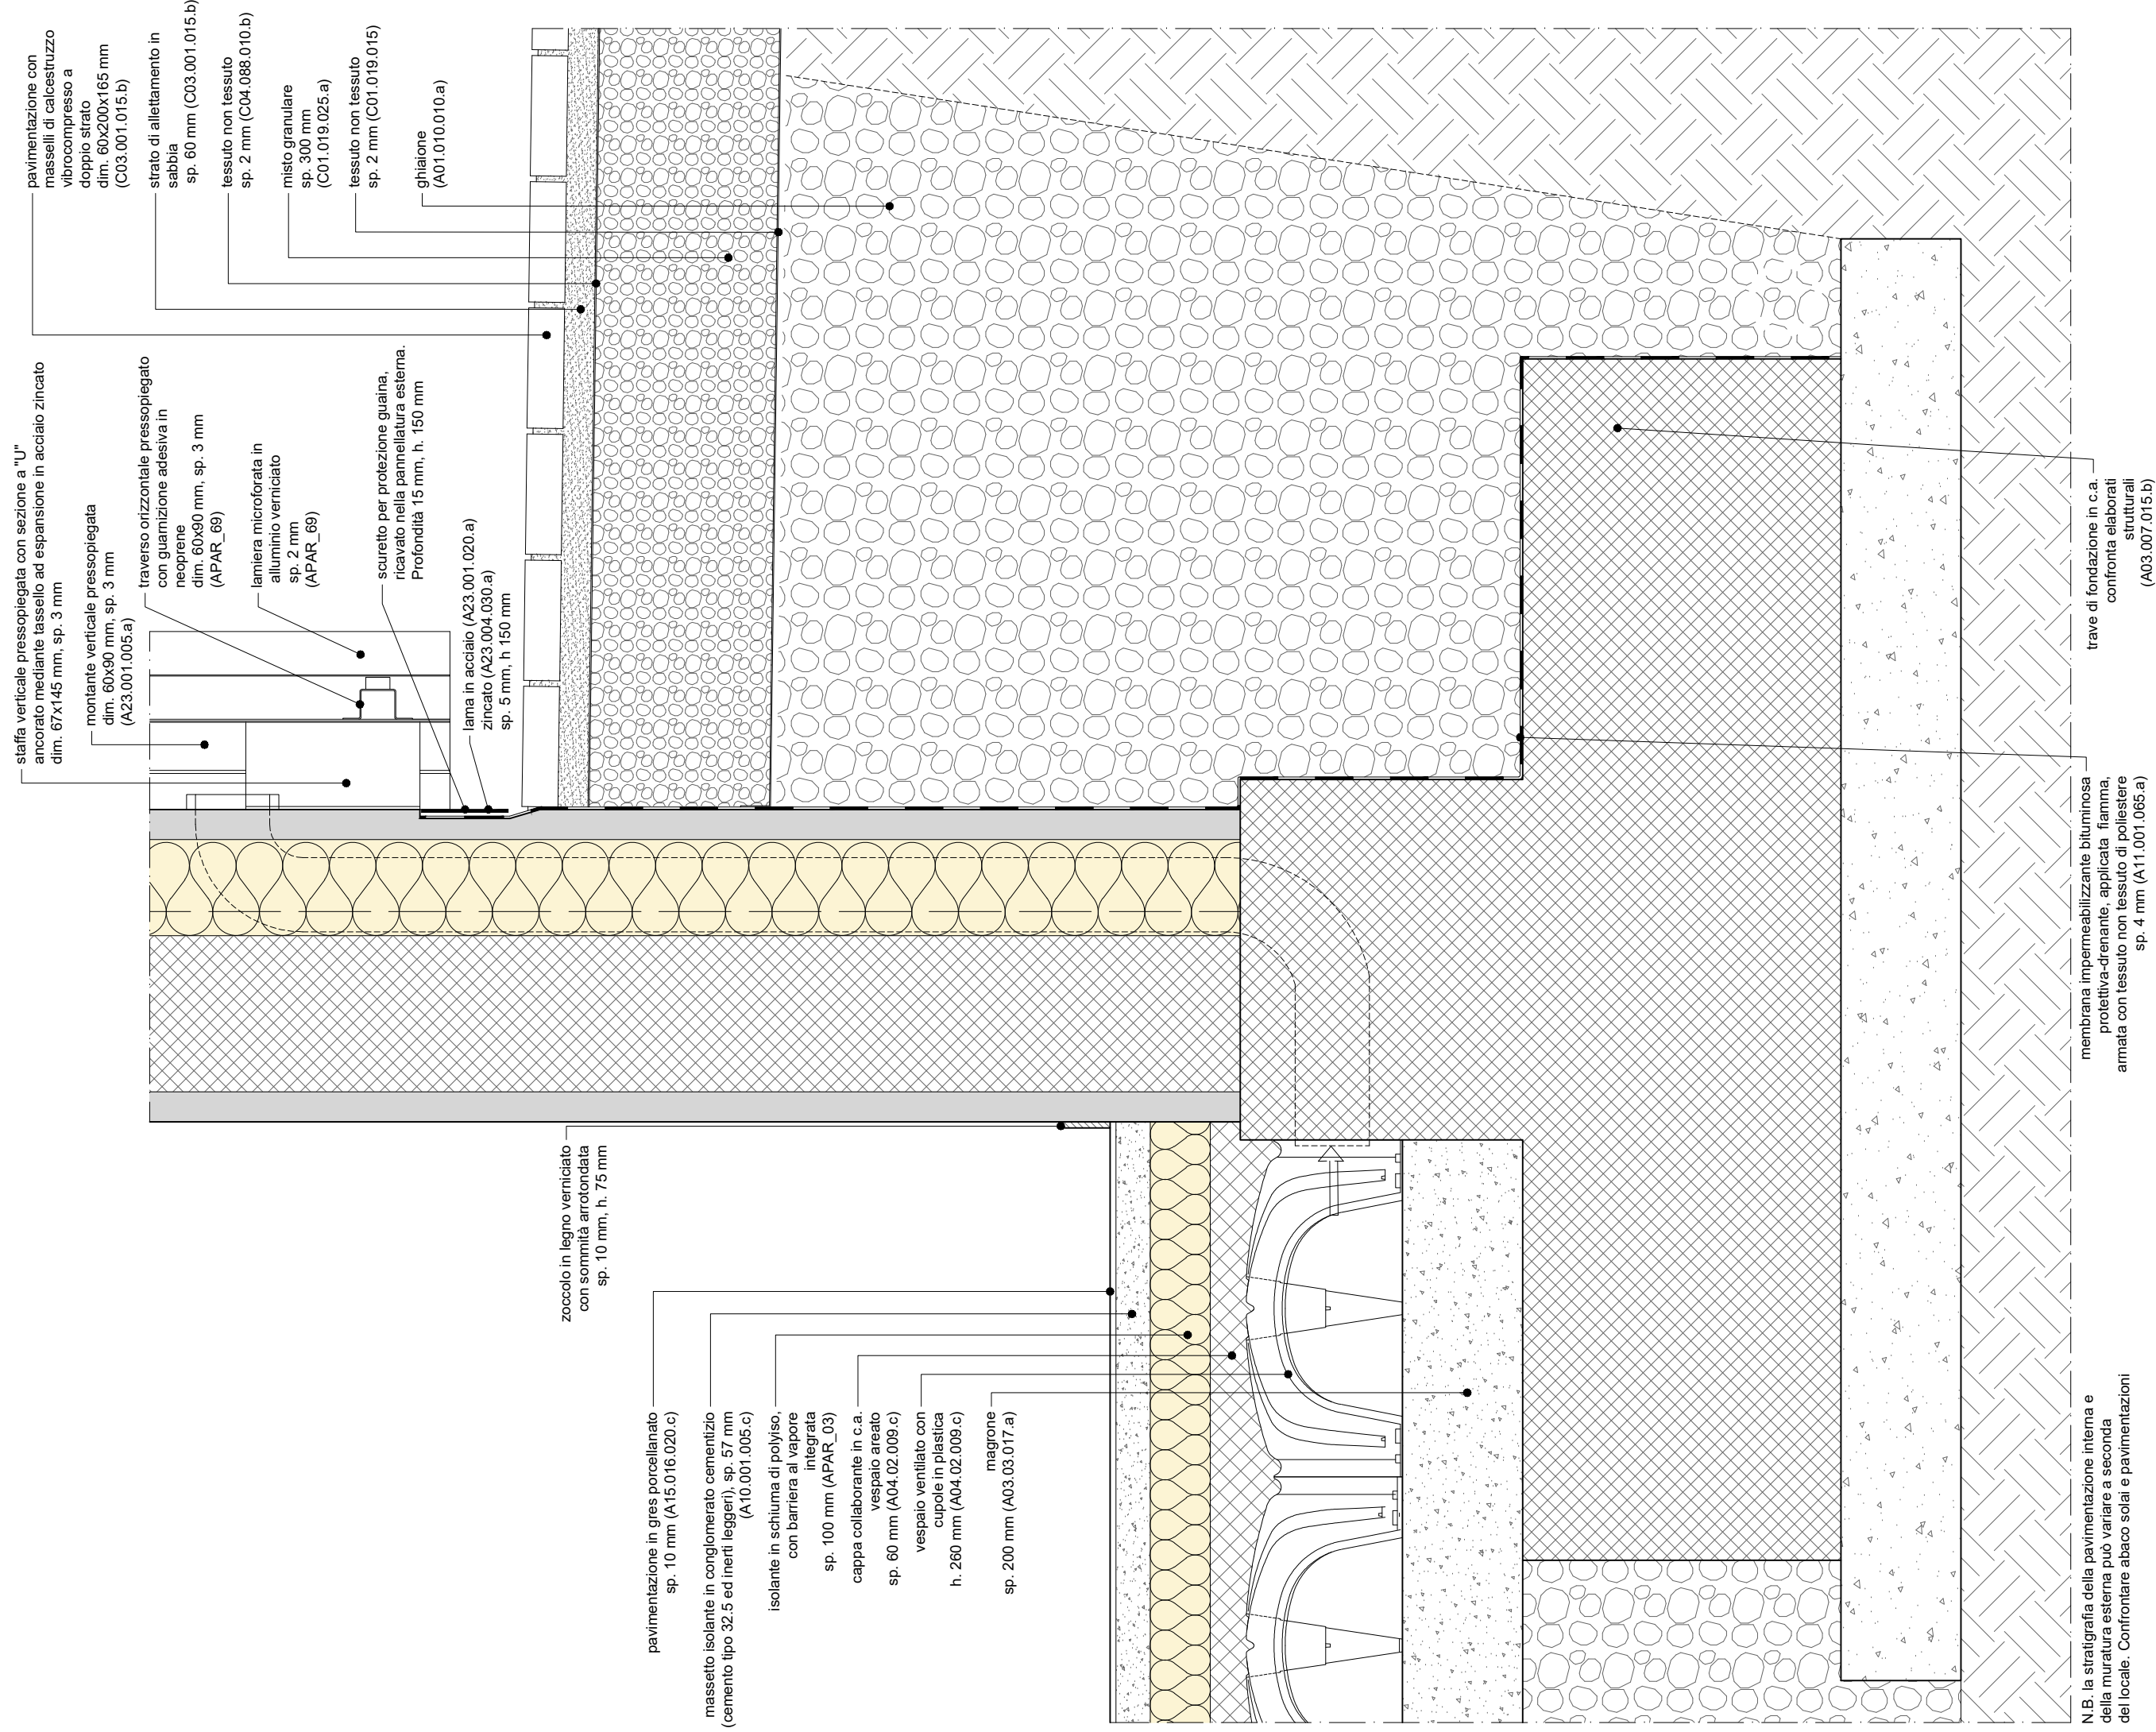 staffa verticale pressopiegata con sezione a "U"
ancorato mediante tassello ad espansione in acciaio zincato
dim. 67x145 mm, sp. 3 mm
montante verticale pressopiegata
dim. 60x90 mm, sp. 3 mm
(A23.001.005.a)
traverso orizzontale pressopiegato
con guarnizione adesiva in
neoprene
dim. 60x90 mm, sp. 3 mm
(APAR_69)
lamiera microforata in
alluminio verniciato
sp. 2 mm
(APAR_69)
scuretto per protezione guaina,
ricavato nella pannellatura esterna.
Profondità 15 mm, h. 150 mm
lama in acciaio (A23.001.020.a)
zincato (A23.004.030.a)
sp. 5 mm, h 150 mm
pavimentazione con
masselli di calcestruzzo
vibrocompresso a
doppio strato
dim. 60x200x165 mm
(C03.001.015.b)
strato di allettamento in
sabbia
sp. 60 mm (C03.001.015.b)
tessuto non tessuto
sp. 2 mm (C04.088.010.b)
misto granulare
sp. 300 mm
(C01.019.025.a)
tessuto non tessuto
sp. 2 mm (C01.019.015)
ghiaione
(A01.010.010.a)
zoccolo in legno verniciato
con sommità arrotondata
sp. 10 mm, h. 75 mm
pavimentazione in gres porcellanato
sp. 10 mm (A15.016.020.c)
massetto isolante in conglomerato cementizio
(cemento tipo 32.5 ed inerti leggeri), sp. 57 mm
(A10.001.005.c)
isolante in schiuma di polyiso,
con barriera al vapore
integrata
sp. 100 mm (APAR_03)
cappa collaborante in c.a.
vespaio areato
sp. 60 mm (A04.02.009.c)
vespaio ventilato con
cupole in plastica
h. 260 mm (A04.02.009.c)
magrone
sp. 200 mm (A03.03.017.a)
N.B. la stratigrafia della pavimentazione interna e
della muratura esterna può variare a seconda
del locale. Confrontare abaco solai e pavimentazioni
membrana impermeabilizzante bituminosa
protettiva-drenante, applicata fiamma,
armata con tessuto non tessuto di poliestere
sp. 4 mm (A11.001.065.a)
trave di fondazione in c.a.
confronta elaborati
strutturali
(A03.007.015.b)